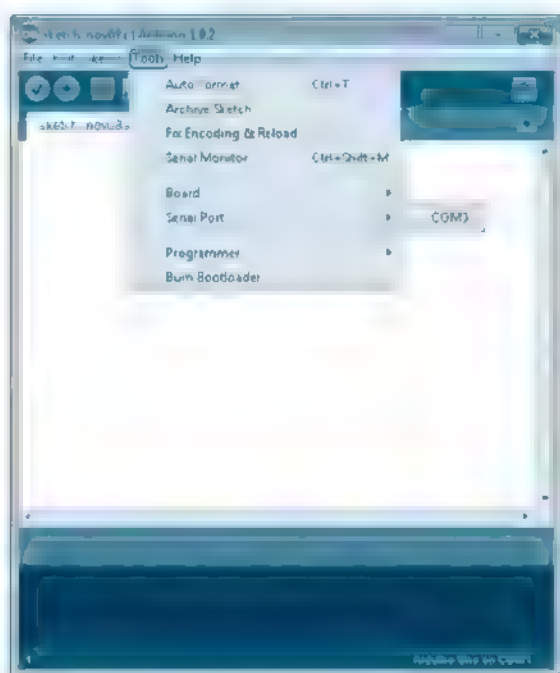 Arduino 1.0.2
File Edit Tools Help
Auto Format Ctrl+T
Archive Sketch
Fix Encoding & Reload
Serial Monitor Ctrl+Shift+M
Board
Serial Port COM3
Programmer
Burn Bootloader